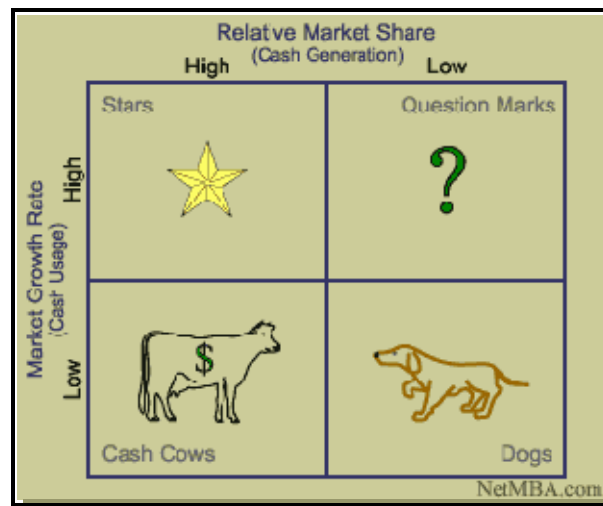 Relative Market Share
(Cash Generation)
High
Low
Market Growth Rate
(Cash Usage)
High
Low
Stars
Question Marks
?
$
Cash Cows
Dogs
NetMBA.com